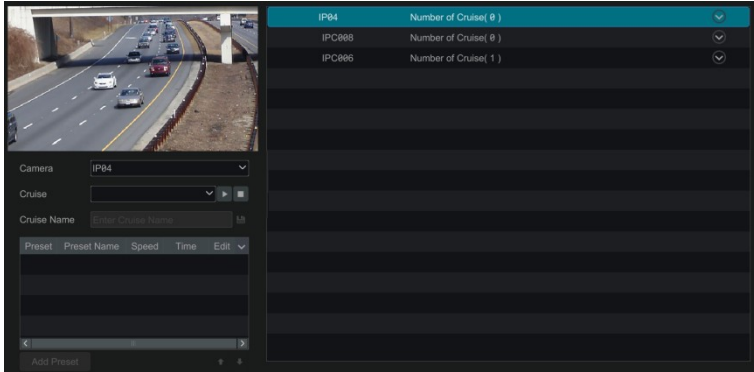 IP04 Number of Cruise( 0 )
IPC008 Number of Cruise( 0 )
IPC006 Number of Cruise( 1 )
Camera IP04
Cruise
Cruise Name Enter Cruise Name
Preset Preset Name Speed Time Edit
Add Preset